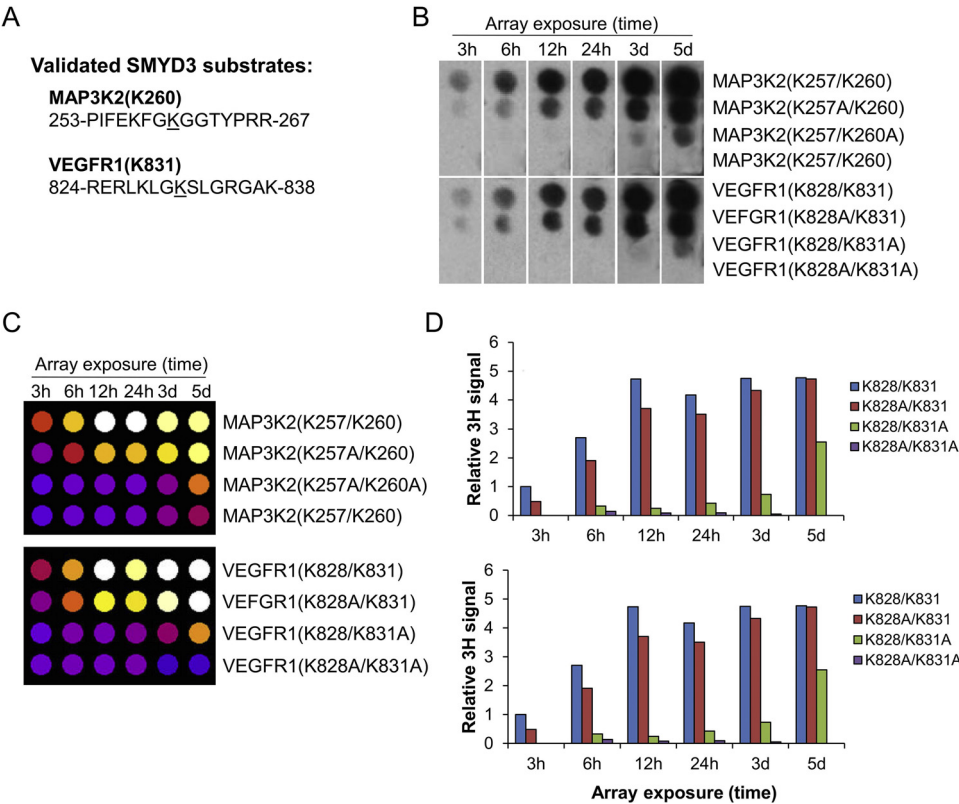 A
Validated SMYD3 substrates:
MAP3K2(K260)
253-PIFEKFGKGGTYPRR-267
VEGFR1(K831)
824-RERLKLGKSLGRGAK-838
B
Array exposure (time)
3h 6h 12h 24h 3d 5d
MAP3K2(K257/K260)
MAP3K2(K257A/K260)
MAP3K2(K257/K260A)
MAP3K2(K257/K260)
VEGFR1(K828/K831)
VEFGR1(K828A/K831)
VEGFR1(K828/K831A)
VEGFR1(K828A/K831A)
C
Array exposure (time)
3h 6h 12h 24h 3d 5d
MAP3K2(K257/K260)
MAP3K2(K257A/K260)
MAP3K2(K257A/K260A)
MAP3K2(K257/K260)
VEGFR1(K828/K831)
VEFGR1(K828A/K831)
VEGFR1(K828/K831A)
VEGFR1(K828A/K831A)
D
Relative 3H signal
6
5
4
3
2
1
0
3h 6h 12h 24h 3d 5d
K828/K831
K828A/K831
K828/K831A
K828A/K831A
Relative 3H signal
6
5
4
3
2
1
0
3h 6h 12h 24h 3d 5d
K828/K831
K828A/K831
K828/K831A
K828A/K831A
Array exposure (time)